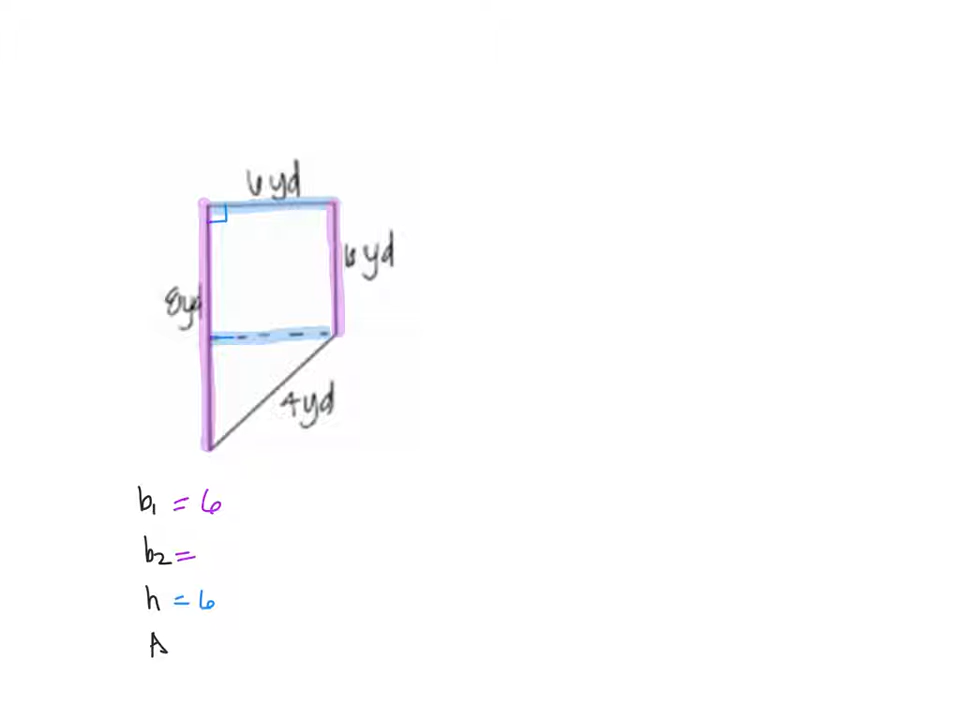 6 yd
6 yd
8yd
4yd
b₁ = 6
b₂ =
h = 6
A